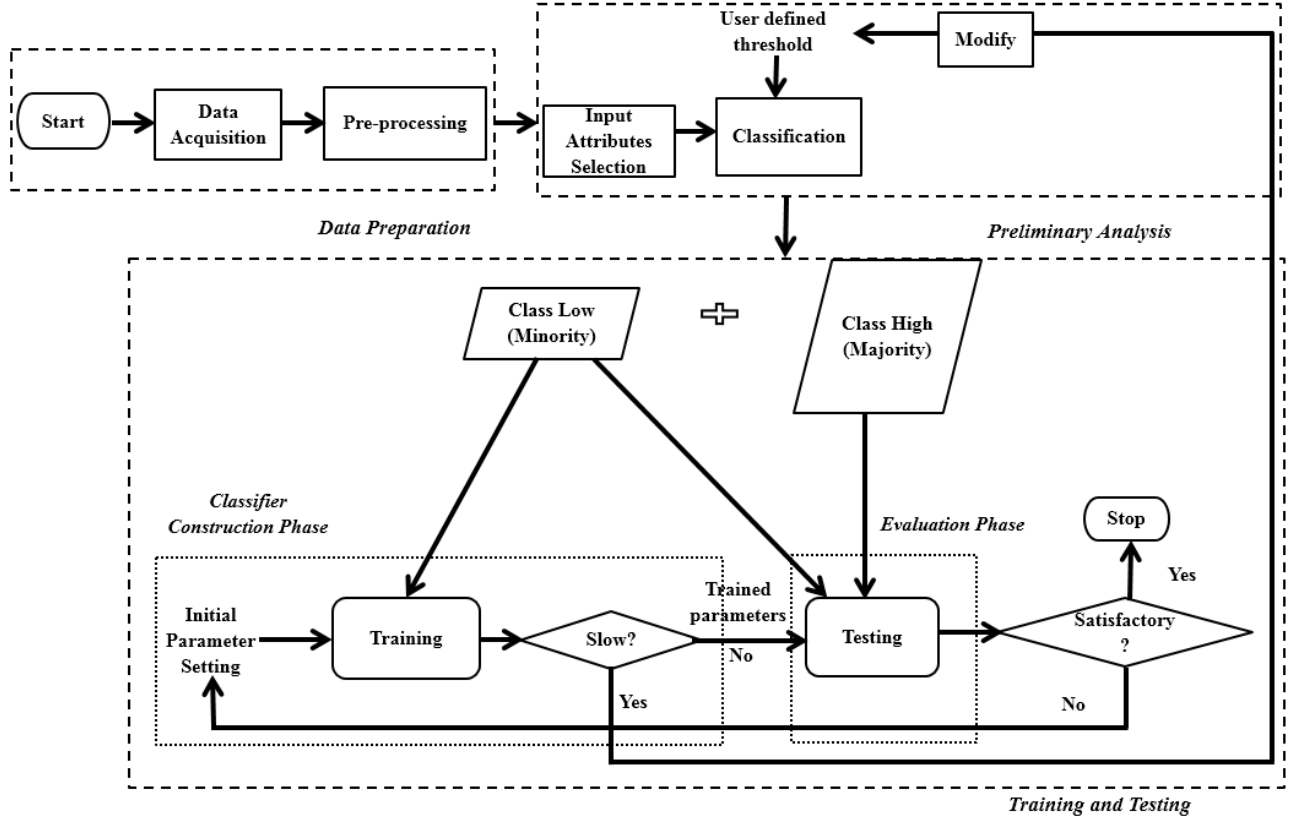 Start
Data
Acquisition
Pre-processing
User defined
threshold
Modify
Input
Attributes
Selection
Classification
Data Preparation
Preliminary Analysis
Class Low
(Minority)
Class High
(Majority)
Classifier
Construction Phase
Evaluation Phase
Stop
Yes
Initial
Parameter
Setting
Training
Slow?
Trained
parameters
No
Testing
Satisfactory
?
Yes
No
Training and Testing